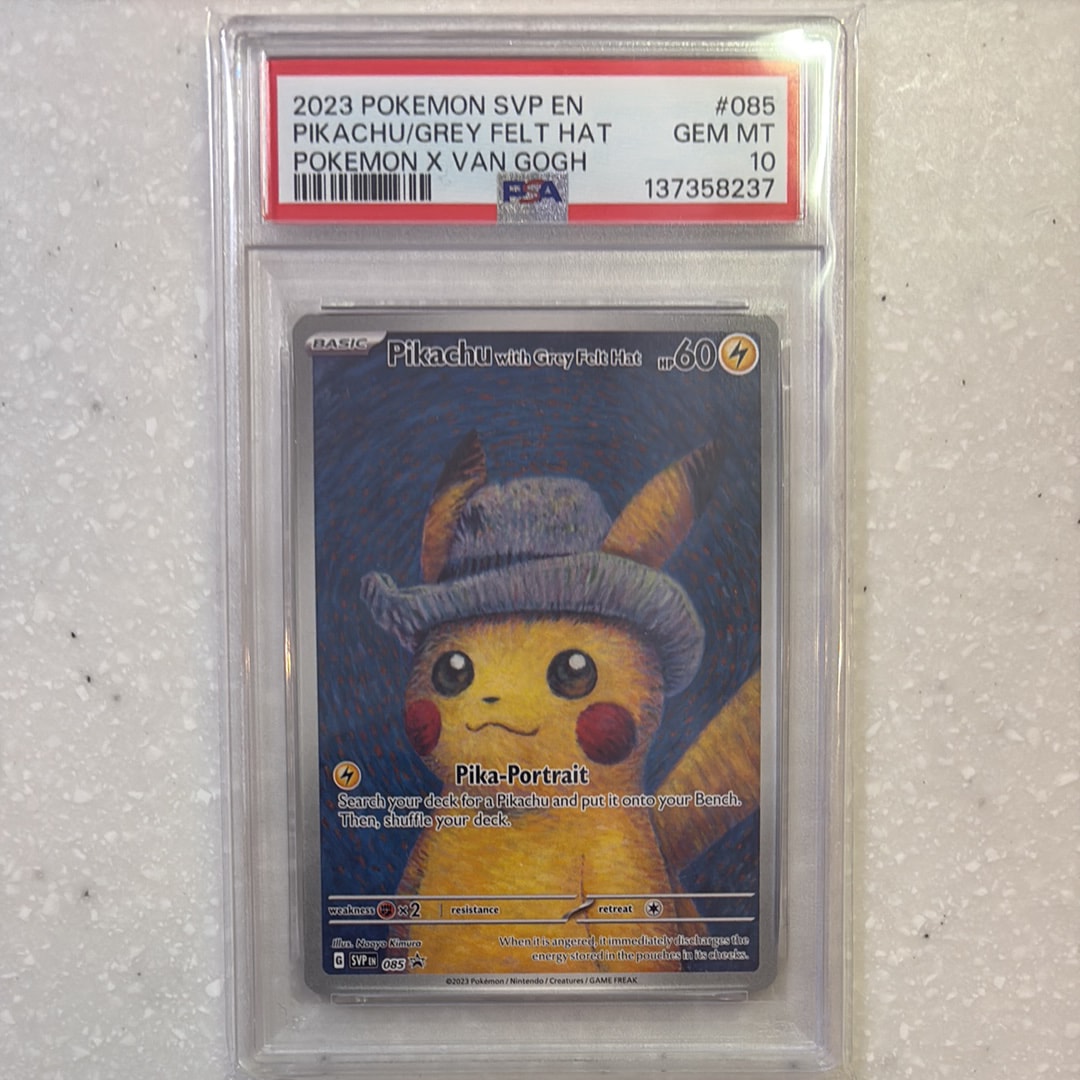 2023 POKEMON SVP EN #085
PIKACHU/GREY FELT HAT GEM MT
POKEMON X VAN GOGH 10
PSA 137358237
BASIC Pikachu with Grey Felt Hat HP60
Pika-Portrait
Search your deck for a Pikachu and put it onto your Bench.
Then, shuffle your deck.
weakness ×2 resistance retreat
Illus. Naoyo Kimura When it is angered, it immediately discharges the
G SVP EN 085 energy stored in the pouches in its cheeks.
©2023 Pokémon / Nintendo / Creatures / GAME FREAK